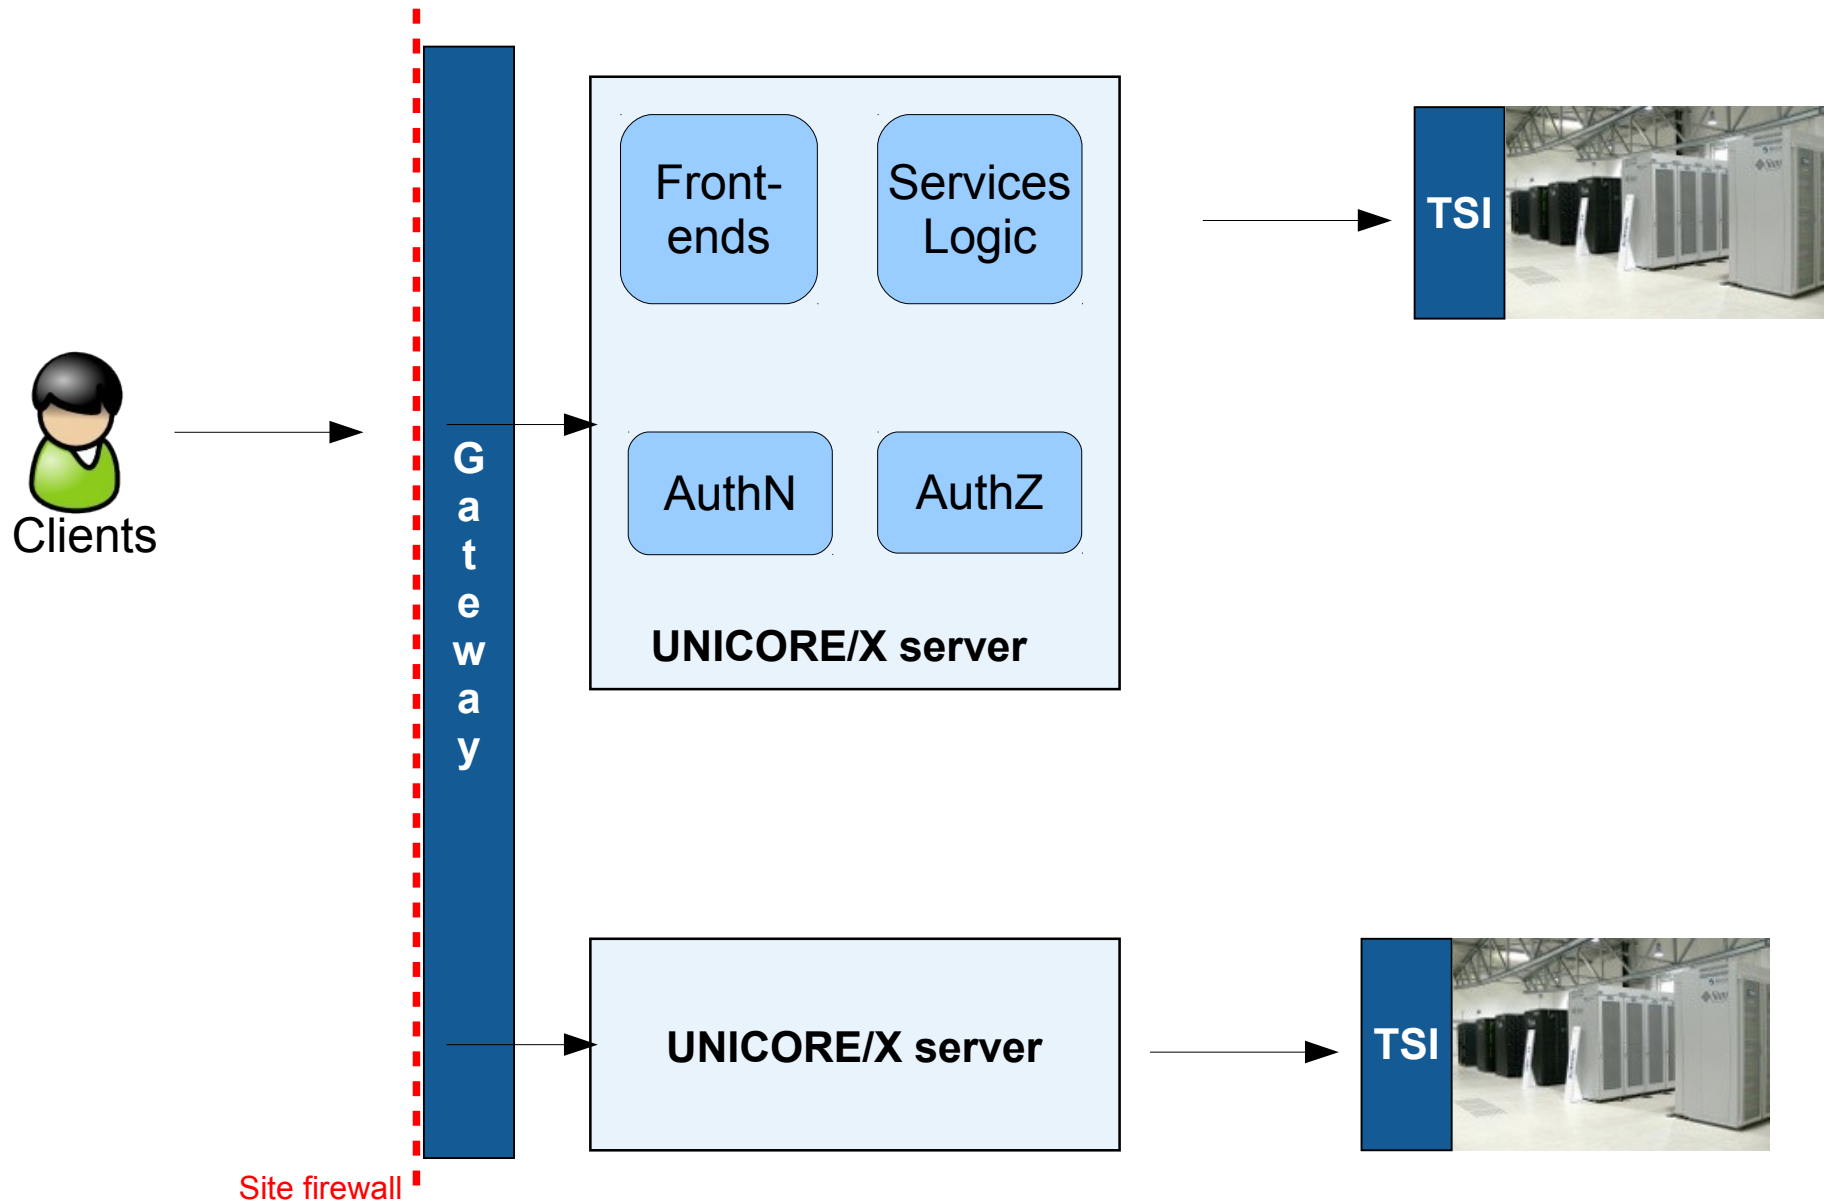 Clients
Site firewall
G
a
t
e
w
a
y
Front-
ends
Services
Logic
AuthN
AuthZ
UNICORE/X server
TSI
UNICORE/X server
TSI